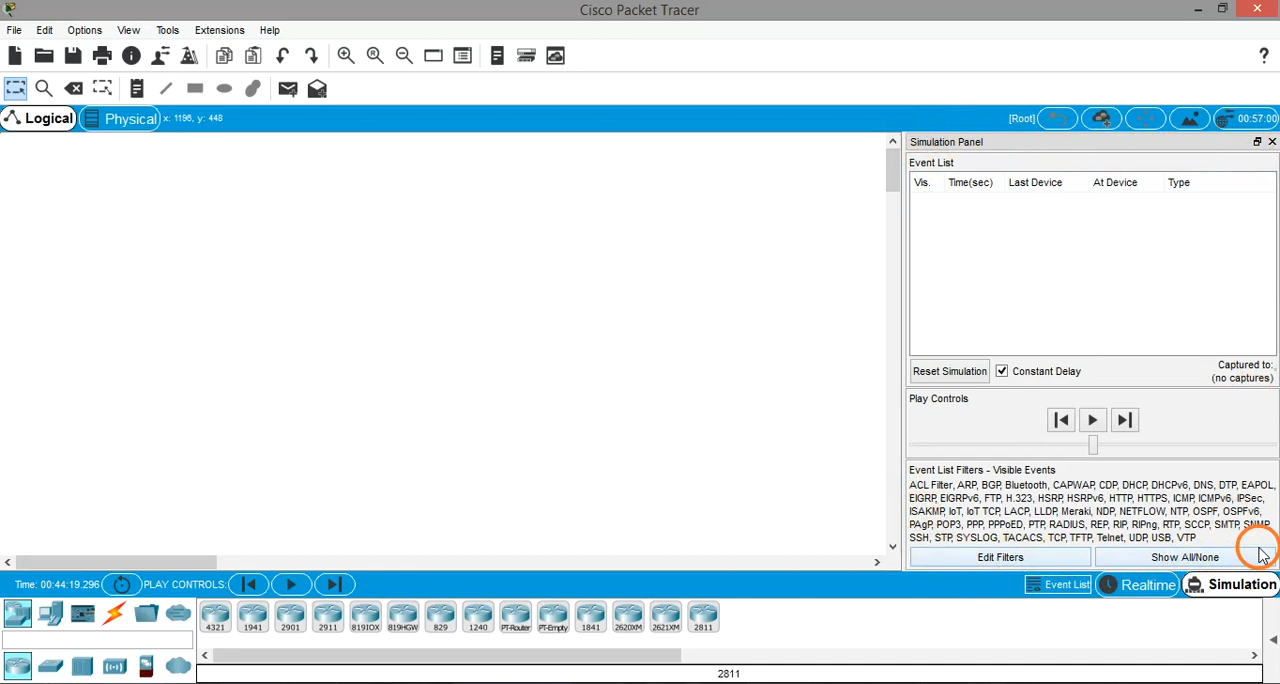 Cisco Packet Tracer
File Edit Options View Tools Extensions Help
?
Logical Physical x: 1196, y: 448 [Root] 00:57:00
Simulation Panel
Event List
Vis. Time(sec) Last Device At Device Type
Reset Simulation Constant Delay Captured to:
(no captures)
Play Controls
Event List Filters - Visible Events
ACL Filter, ARP, BGP, Bluetooth, CAPWAP, CDP, DHCP, DHCPv6, DNS, DTP, EAPOL,
EIGRP, EIGRPv6, FTP, H.323, HSRP, HSRPv6, HTTP, HTTPS, ICMP, ICMPv6, IPSec,
ISAKMP, IoT, IoT TCP, LACP, LLDP, Meraki, NDP, NETFLOW, NTP, OSPF, OSPFv6,
PAgP, POP3, PPP, PPPoED, PTP, RADIUS, REP, RIP, RIPng, RTP, SCCP, SMTP, SNMP,
SSH, STP, SYSLOG, TACACS, TCP, TFTP, Telnet, UDP, USB, VTP
Edit Filters Show All/None
Time: 00:44:19.296 PLAY CONTROLS: Event List Realtime Simulation
4321 1941 2901 2911 819IOX 819HGW 829 1240 PT-Router PT-Empty 1841 2620XM 2621XM 2811
2811